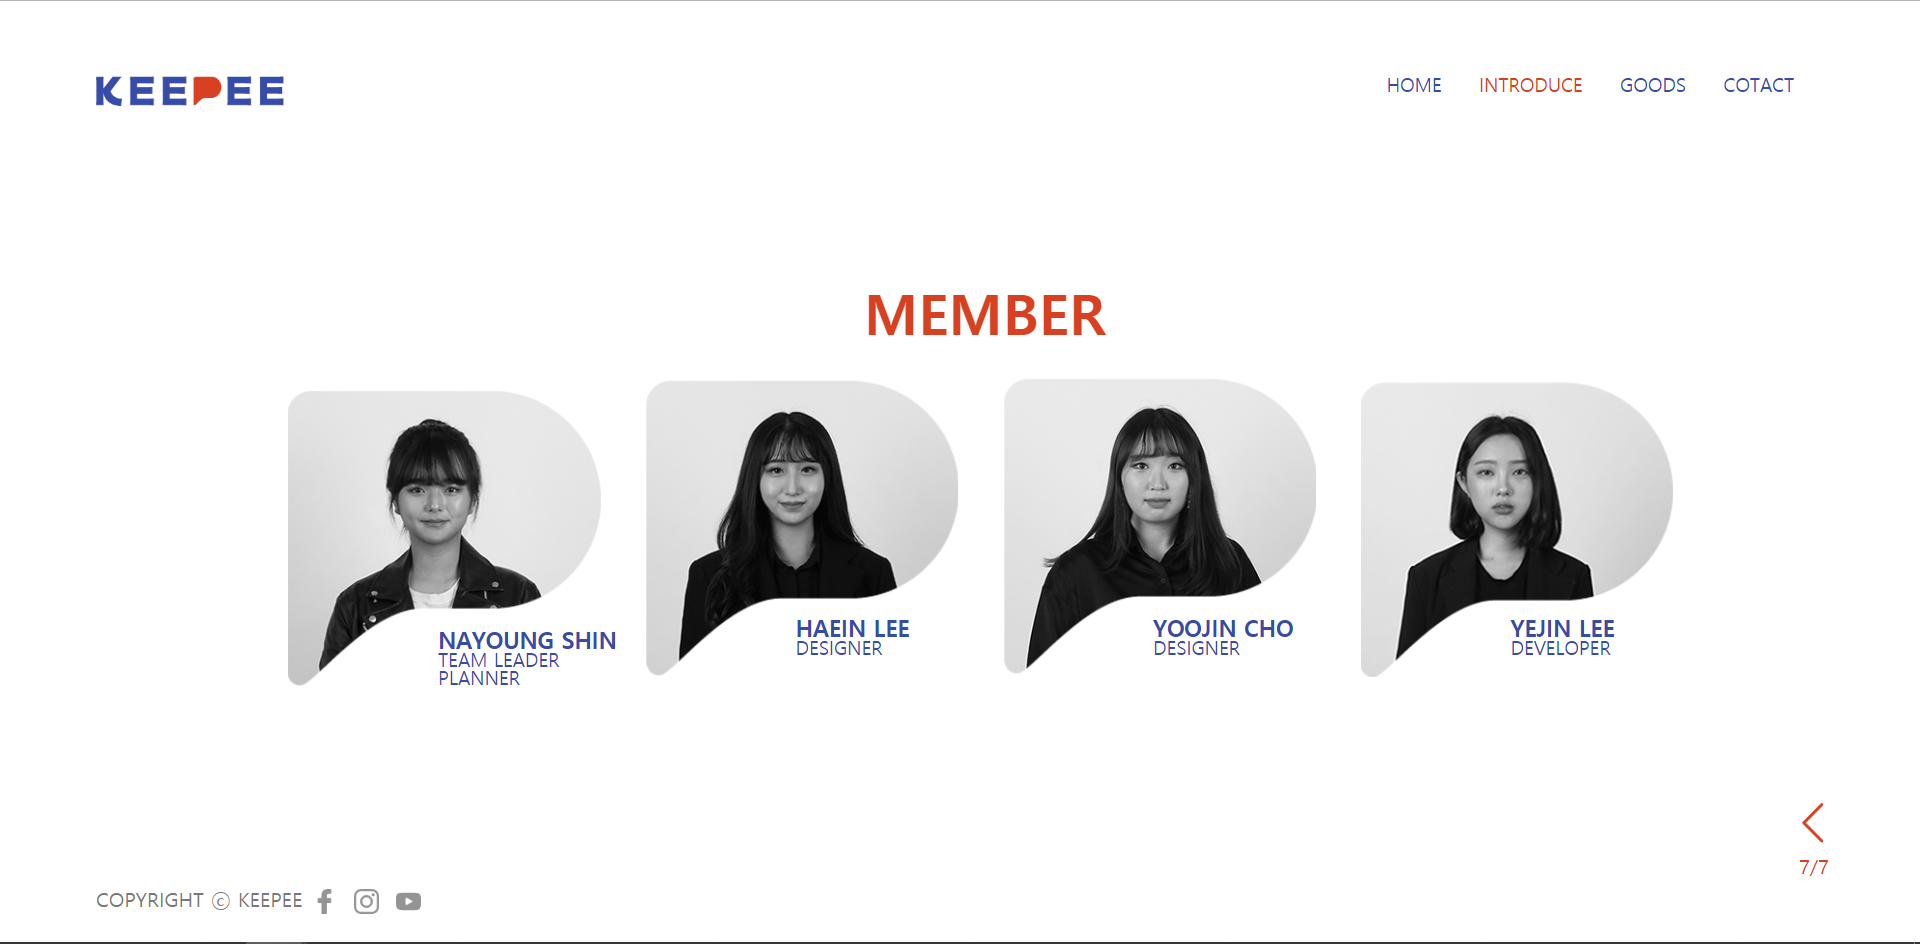 KEEPEE
HOME INTRODUCE GOODS COTACT
MEMBER
NAYOUNG SHIN
TEAM LEADER
PLANNER
HAEIN LEE
DESIGNER
YOOJIN CHO
DESIGNER
YEJIN LEE
DEVELOPER
7/7
COPYRIGHT ⓒ KEEPEE